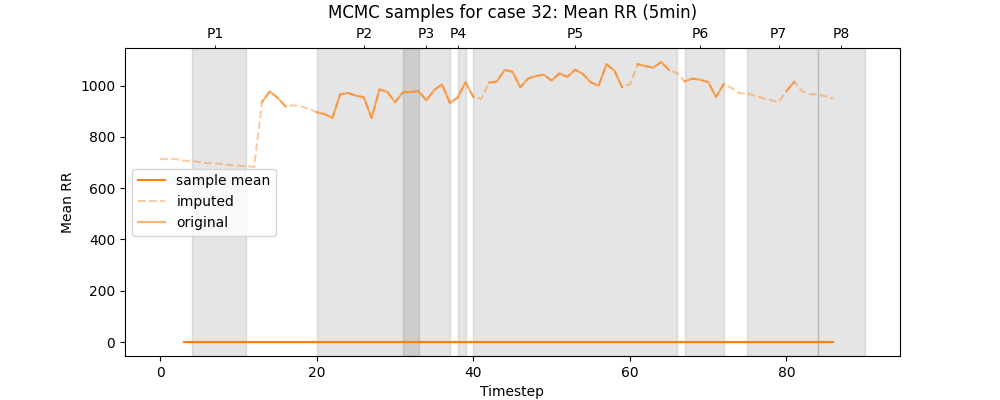 MCMC samples for case 32: Mean RR (5min)
P1 P2 P3 P4 P5 P6 P7 P8
1000
800
600
400
200
0
Mean RR
sample mean
imputed
original
0 20 40 60 80
Timestep